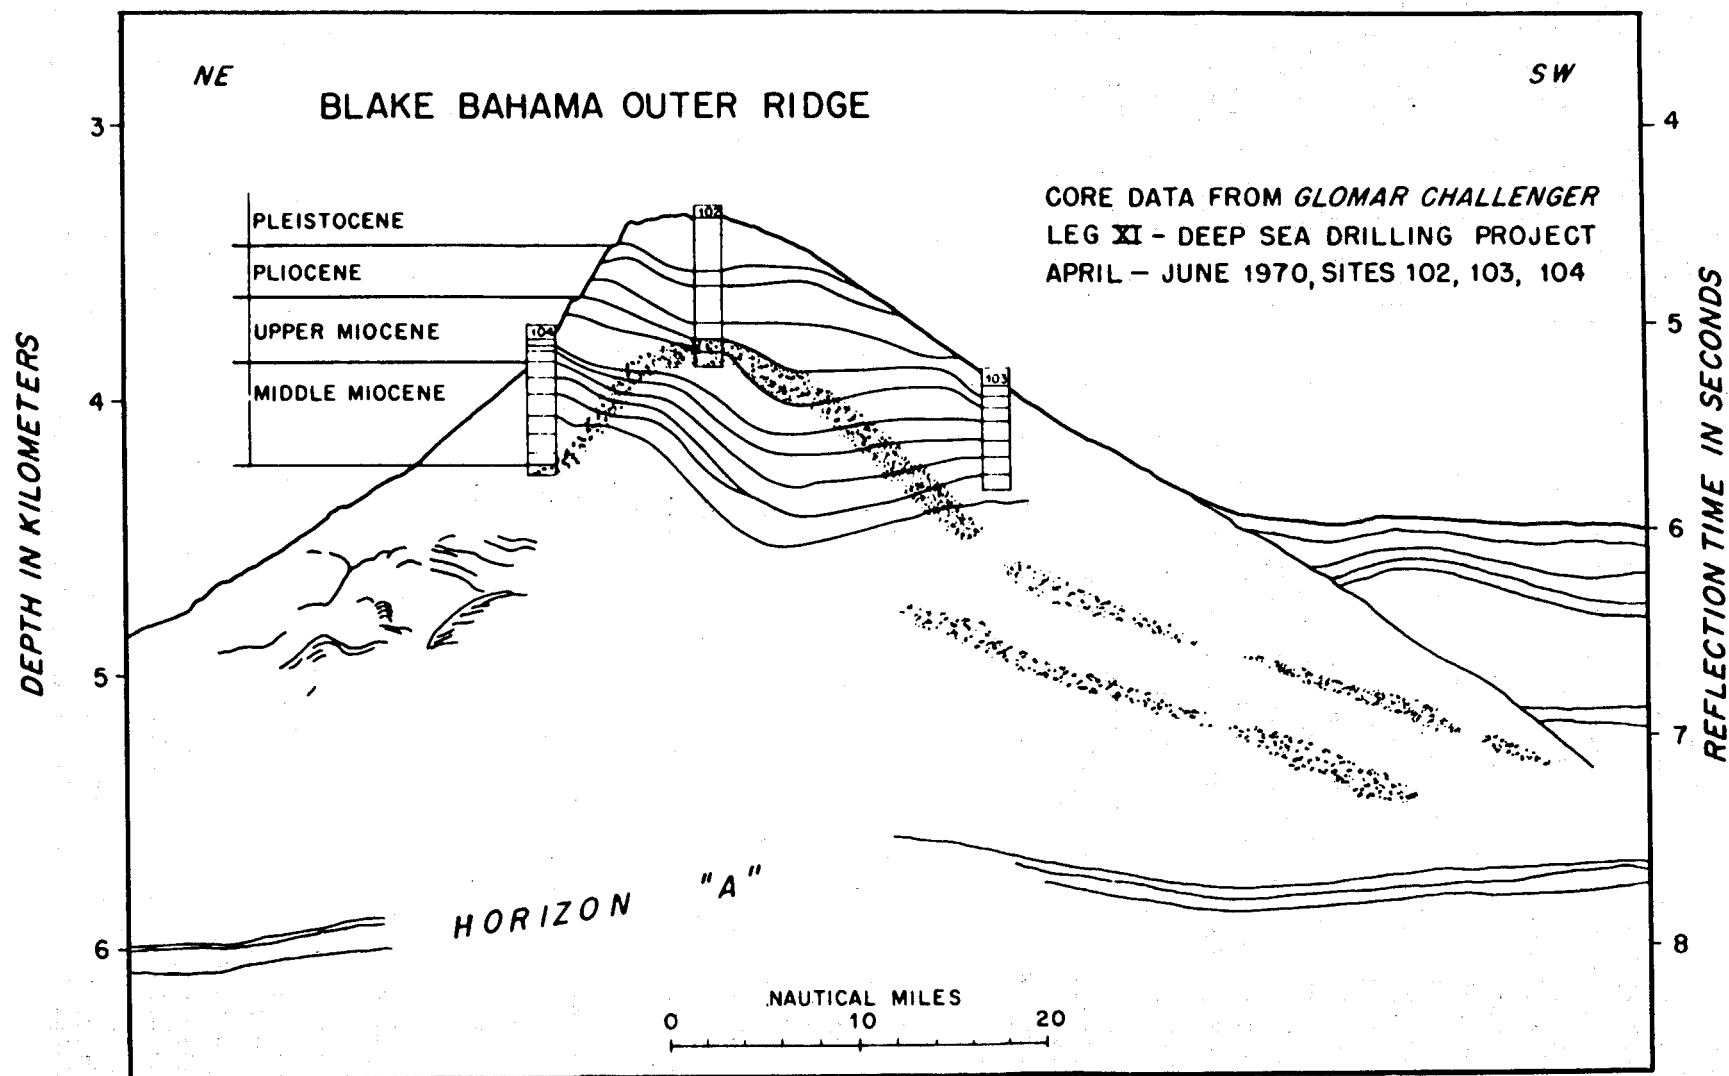 NE
SW
BLAKE BAHAMA OUTER RIDGE
3
4
CORE DATA FROM GLOMAR CHALLENGER
LEG XI - DEEP SEA DRILLING PROJECT
APRIL - JUNE 1970, SITES 102, 103, 104
PLEISTOCENE
102
PLIOCENE
UPPER MIOCENE
104
5
MIDDLE MIOCENE
103
4
DEPTH IN KILOMETERS
REFLECTION TIME IN SECONDS
6
5
7
HORIZON "A"
6
8
NAUTICAL MILES
0 10 20